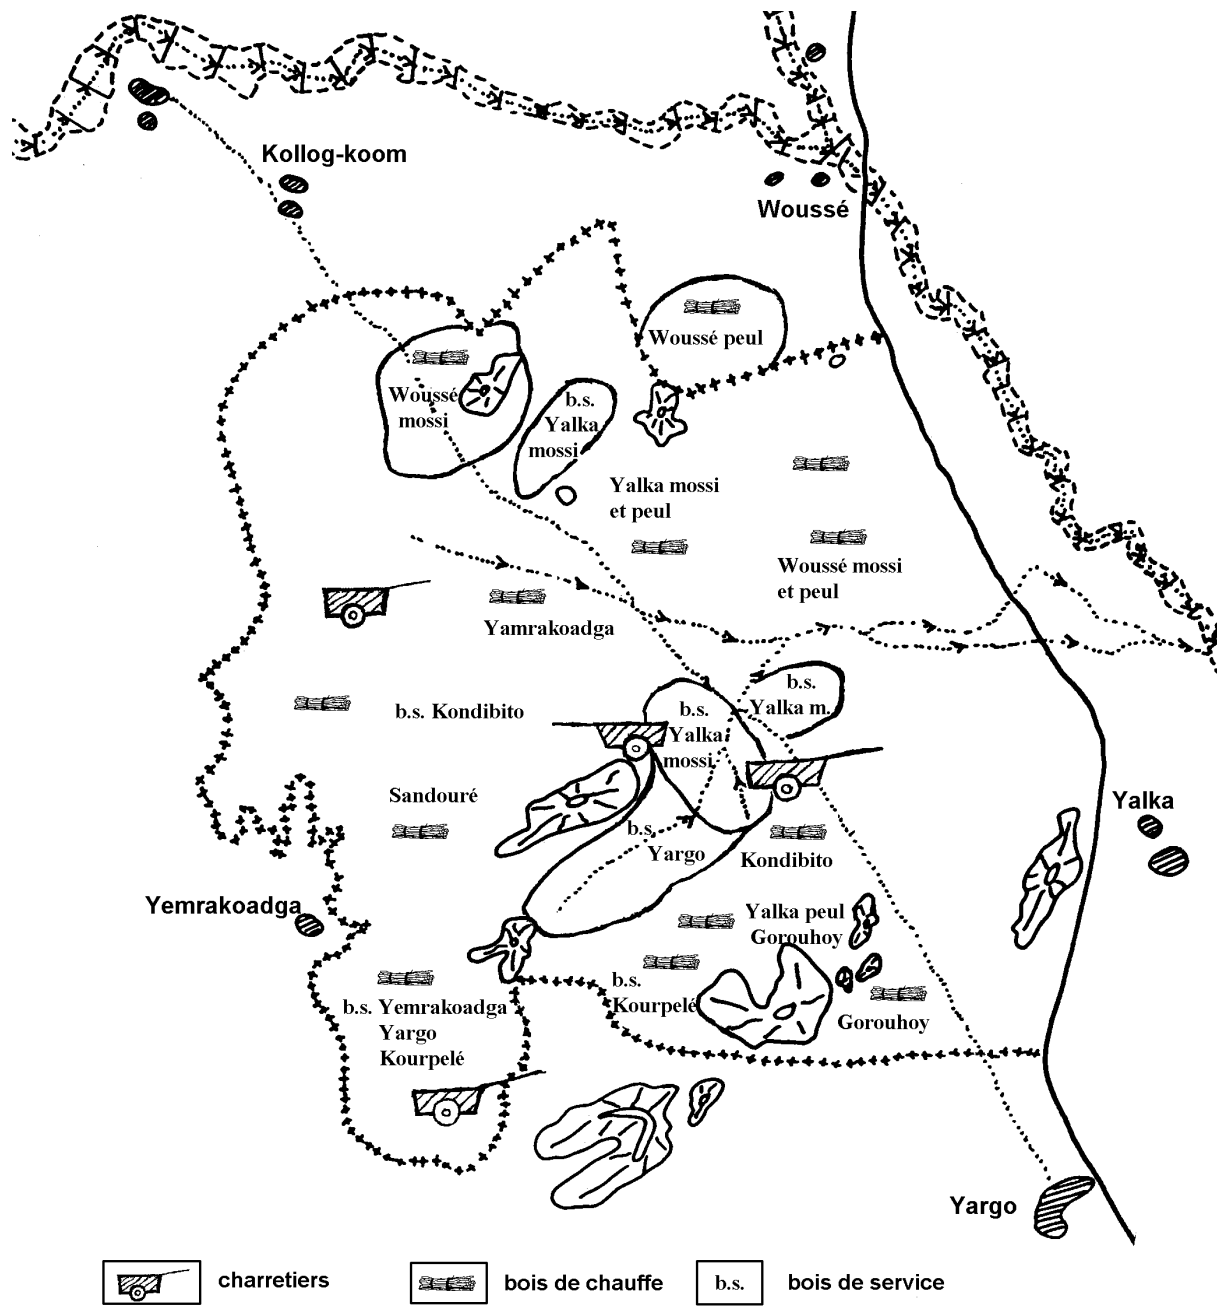 Kollog-koom
Woussé
Woussé peul
Woussé
mossi
b.s.
Yalka
mossi
Yalka mossi
et peul
Woussé mossi
et peul
Yamrakoadga
b.s. Kondibito
b.s.
Yalka m.
b.s.
Yalka
mossi
Sandouré
Yalka
b.s.
Yargo
Kondibito
Yemrakoadga
Yalka peul
Gorouhoy
b.s.
Kourpelé
Gorouhoy
b.s. Yemrakoadga
Yargo
Kourpelé
Yargo
charretiers
bois de chauffe
b.s.
bois de service